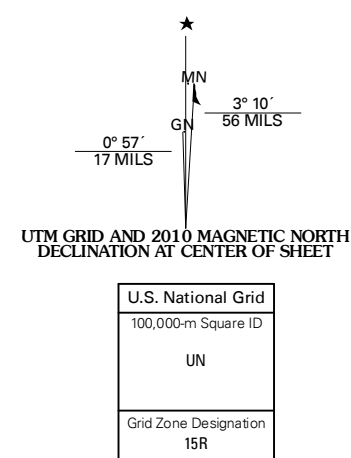 ★
MN
3° 10´
56 MILS
GN
0° 57´
17 MILS
UTM GRID AND 2010 MAGNETIC NORTH
DECLINATION AT CENTER OF SHEET
U.S. National Grid
100,000-m Square ID
UN
Grid Zone Designation
15R